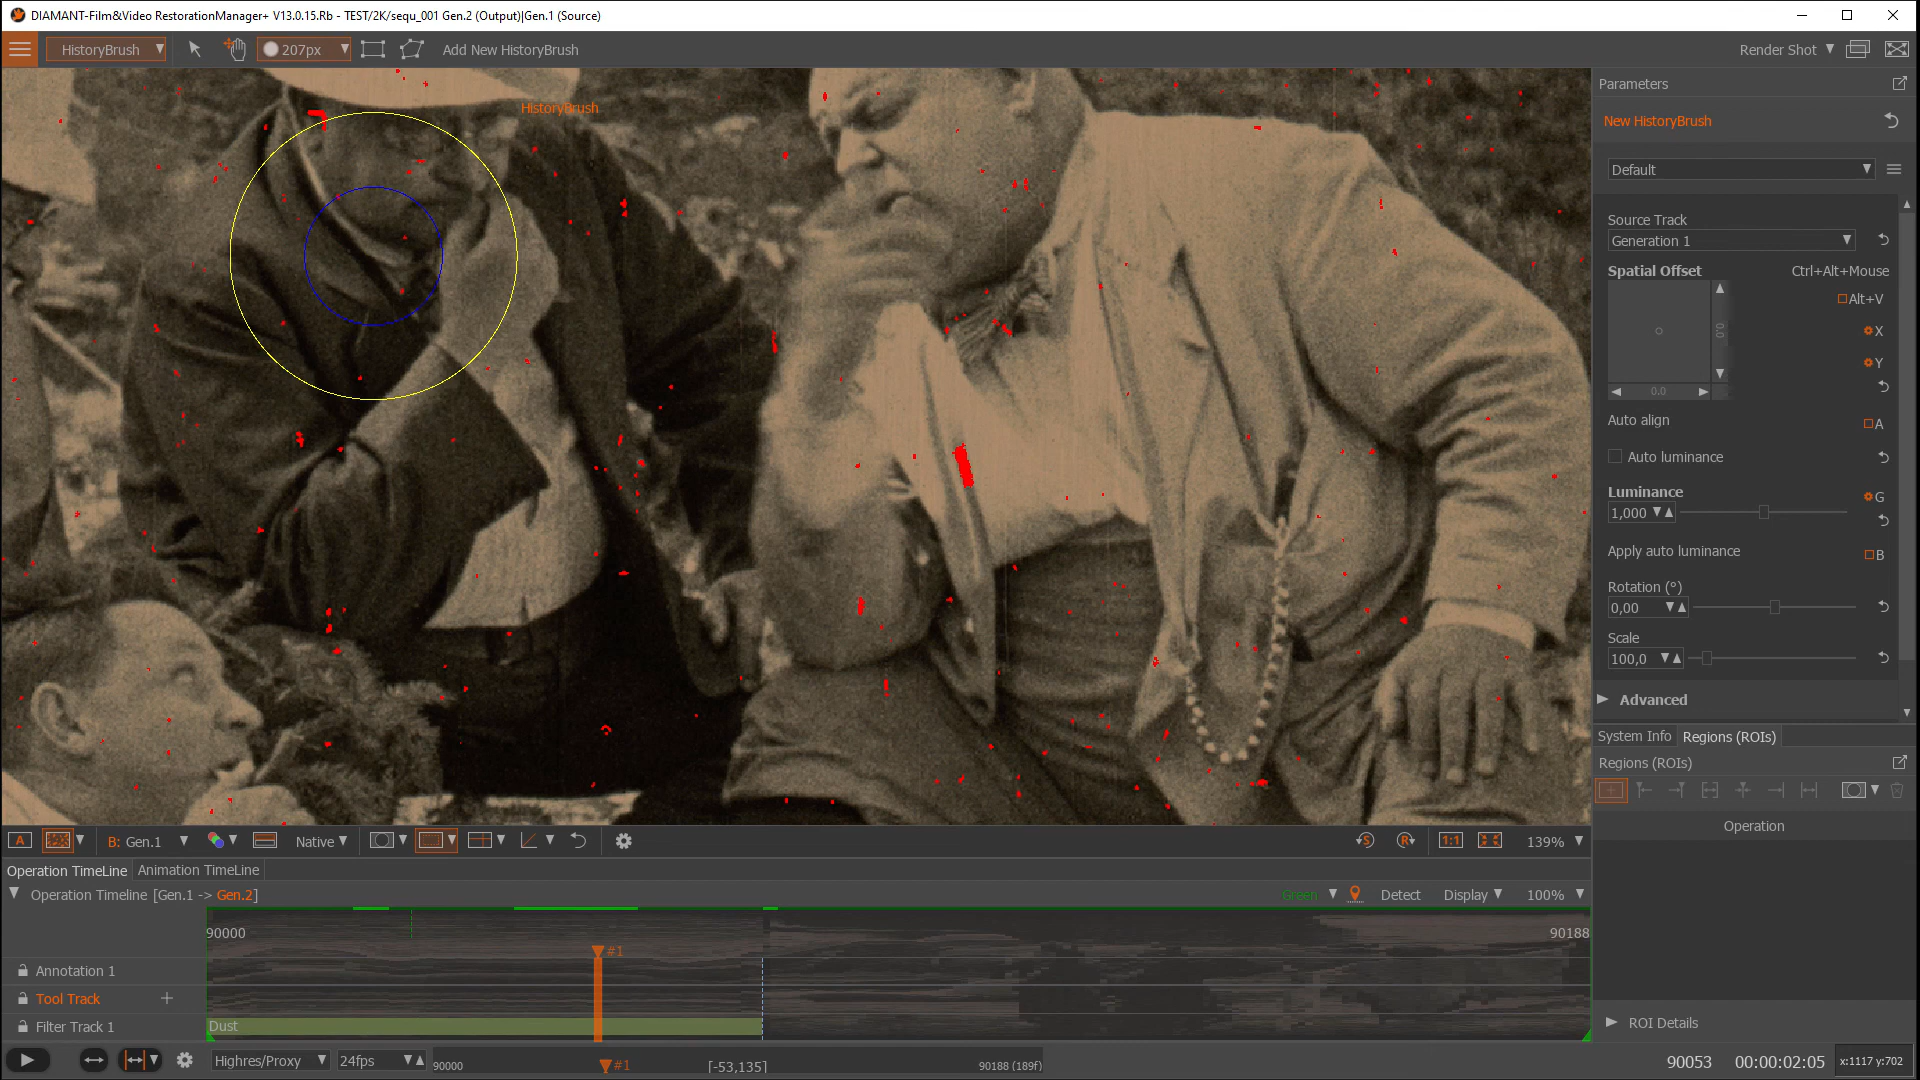 DIAMANT-Film&Video RestorationManager+ V13.0.15.Rb - TEST/2K/sequ_001 Gen.2 (Output)|Gen.1 (Source)
HistoryBrush
207px
Add New HistoryBrush
Render Shot
HistoryBrush
Parameters
New HistoryBrush
Default
Source Track
Generation 1
Spatial Offset
Ctrl+Alt+Mouse
Alt+V
0.0
X
Y
0.0
Auto align
A
Auto luminance
Luminance
G
1,000
Apply auto luminance
B
Rotation (°)
0,00
Scale
100,0
Advanced
System Info
Regions (ROIs)
Regions (ROIs)
Operation
ROI Details
A
B: Gen.1
Native
S
R
1:1
139%
Operation TimeLine
Animation TimeLine
Operation Timeline [Gen.1 -> Gen.2]
Green
Detect
Display
100%
90000
90188
#1
Annotation 1
Tool Track
Filter Track 1
Dust
Highres/Proxy
24fps
90000
#1
[-53,135]
90188 (189f)
90053
00:00:02:05
x:1117 y:702